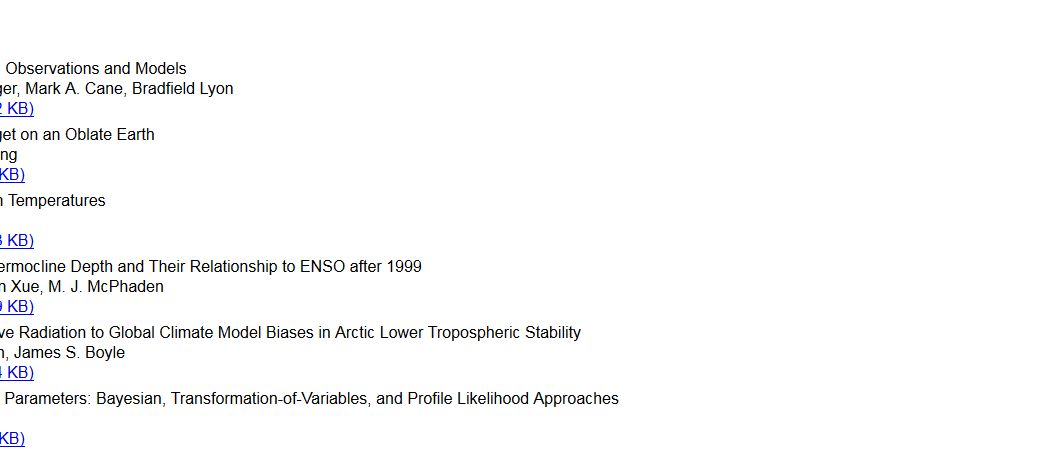 Observations and Models
ger, Mark A. Cane, Bradfield Lyon
2 KB)
get on an Oblate Earth
ng
KB)
n Temperatures
3 KB)
ermocline Depth and Their Relationship to ENSO after 1999
n Xue, M. J. McPhaden
9 KB)
ve Radiation to Global Climate Model Biases in Arctic Lower Tropospheric Stability
n, James S. Boyle
4 KB)
Parameters: Bayesian, Transformation-of-Variables, and Profile Likelihood Approaches
KB)